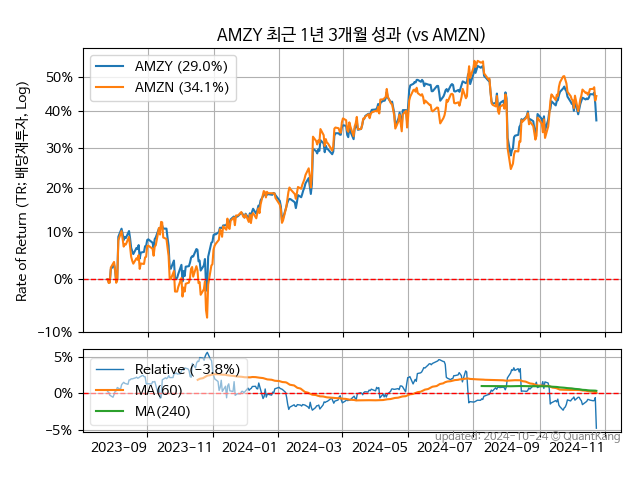 AMZY 최근 1년 3개월 성과 (vs AMZN)
Rate of Return (TR: 배당재투자, Log)
AMZY (29.0%)
AMZN (34.1%)
50%
40%
30%
20%
10%
0%
−10%
5%
0%
−5%
Relative (−3.8%)
MA(60)
MA(240)
updated: 2024-10-24 © QuantKang
2023-09 2023-11 2024-01 2024-03 2024-05 2024-07 2024-09 2024-11